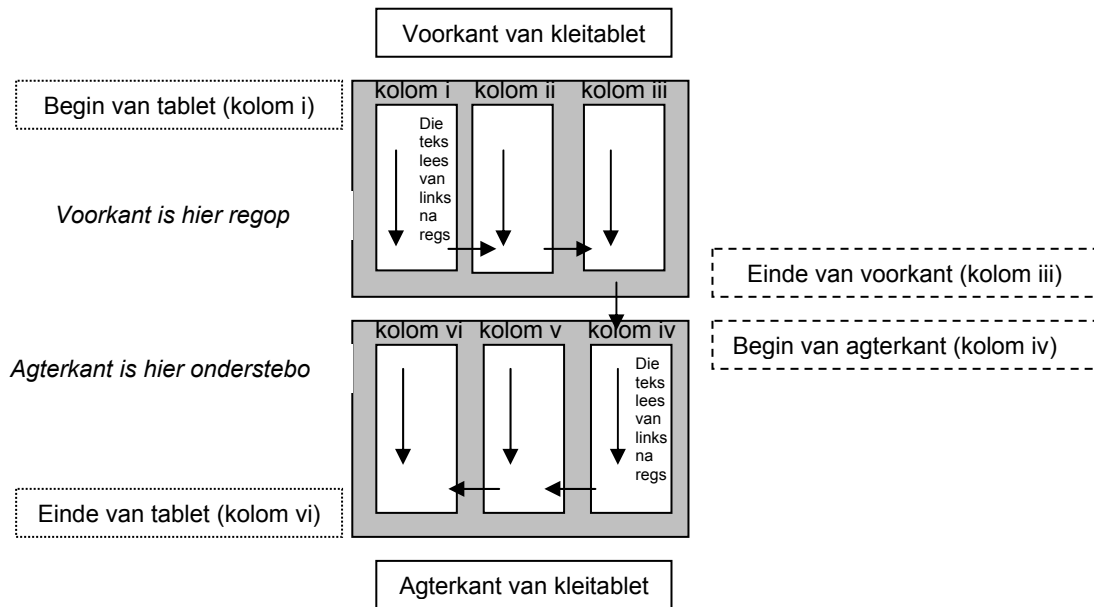 Voorkant van kleitablet
Begin van tablet (kolom i)
kolom i
kolom ii
kolom iii
Die
teks
lees
van
links
na
regs
Voorkant is hier regop
Einde van voorkant (kolom iii)
kolom vi
kolom v
kolom iv
Begin van agterkant (kolom iv)
Agterkant is hier onderstebo
Die
teks
lees
van
links
na
regs
Einde van tablet (kolom vi)
Agterkant van kleitablet